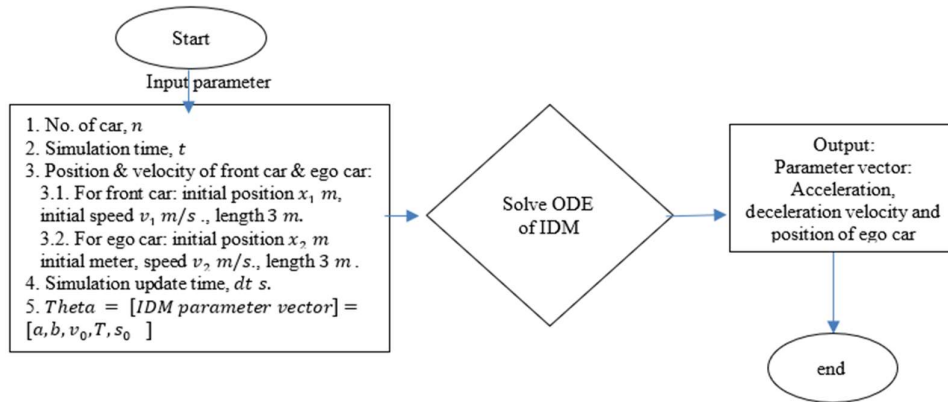 Start
Input parameter
1. No. of car, n
2. Simulation time, t
3. Position & velocity of front car & ego car:
3.1. For front car: initial position x₁ m,
initial speed v₁ m/s ., length 3 m.
3.2. For ego car: initial position x₂ m
initial meter, speed v₂ m/s., length 3 m .
4. Simulation update time, dt s.
5. Theta = [IDM parameter vector] =
[a, b, v₀, T, s₀ ]
Solve ODE
of IDM
Output:
Parameter vector:
Acceleration,
deceleration velocity and
position of ego car
end